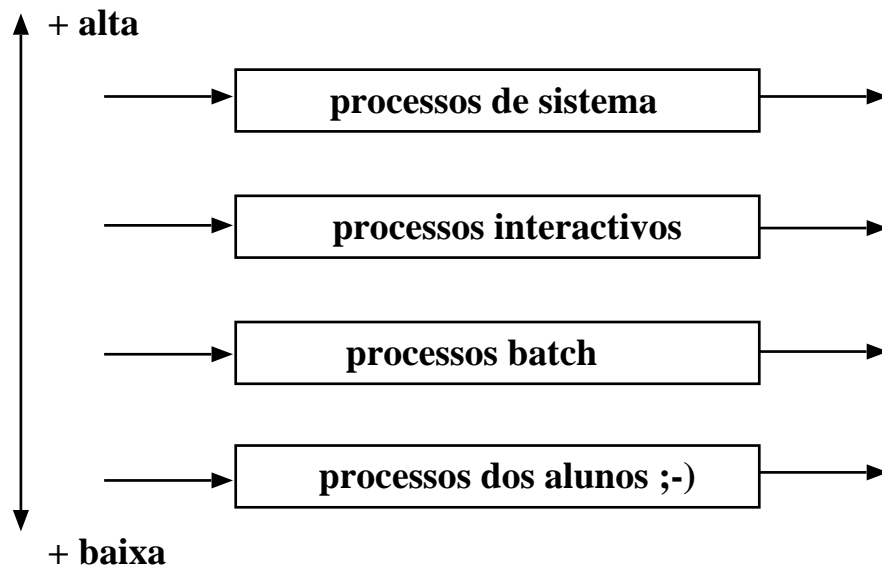 + alta
processos de sistema
processos interactivos
processos batch
processos dos alunos ;-)
+ baixa